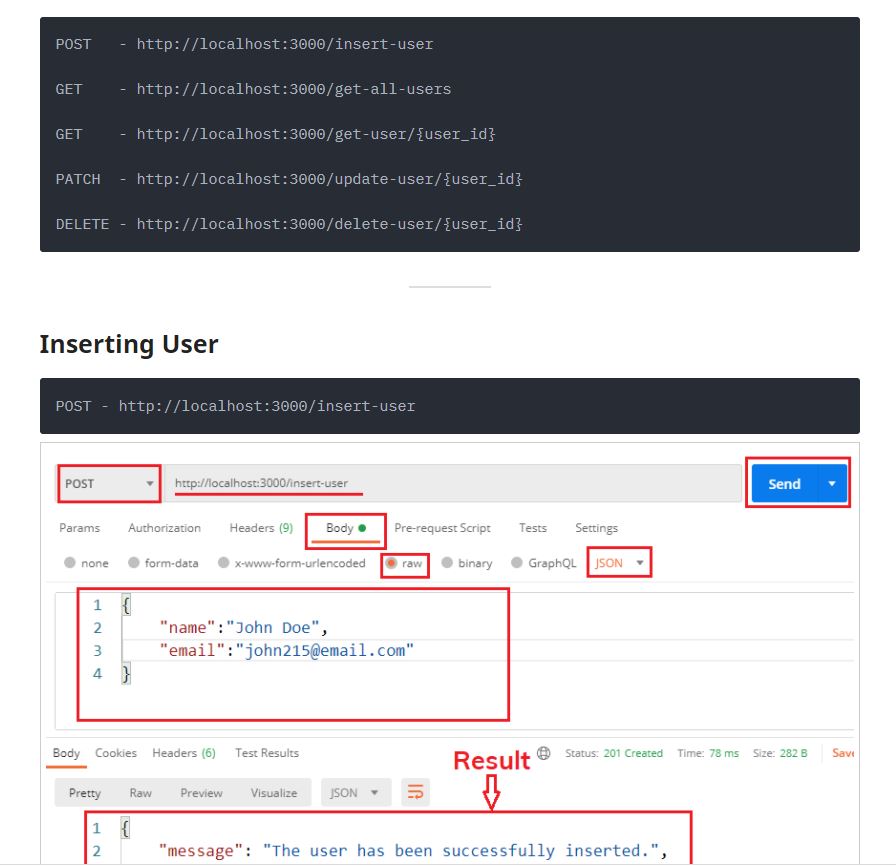 POST   - http://localhost:3000/insert-user
GET    - http://localhost:3000/get-all-users
GET    - http://localhost:3000/get-user/{user_id}
PATCH  - http://localhost:3000/update-user/{user_id}
DELETE - http://localhost:3000/delete-user/{user_id}
Inserting User
POST - http://localhost:3000/insert-user
POST http://localhost:3000/insert-user Send
Params Authorization Headers (9) Body Pre-request Script Tests Settings
none form-data x-www-form-urlencoded raw binary GraphQL JSON
1 {
2 "name":"John Doe",
3 "email":"john215@email.com"
4 }
Body Cookies Headers (6) Test Results Result Status: 201 Created Time: 78 ms Size: 282 B Save
Pretty Raw Preview Visualize JSON
1 {
2 "message": "The user has been successfully inserted.",